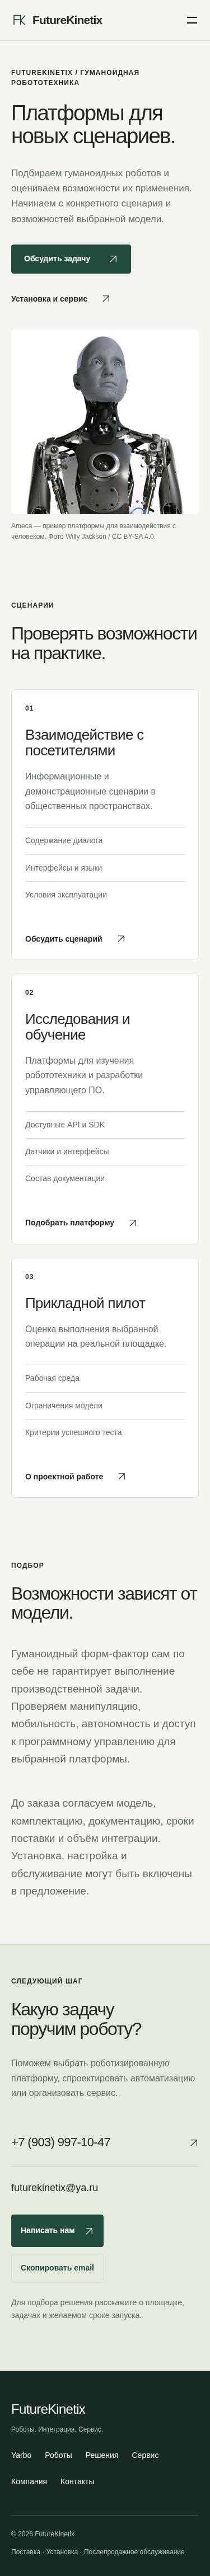 FutureKinetix
FUTUREKINETIX / ГУМАНОИДНАЯ
РОБОТОТЕХНИКА
Платформы для
новых сценариев.
Подбираем гуманоидных роботов и
оцениваем возможности их применения.
Начинаем с конкретного сценария и
возможностей выбранной модели.
Обсудить задачу
Установка и сервис
Ameca — пример платформы для взаимодействия с
человеком. Фото Willy Jackson / CC BY-SA 4.0.
СЦЕНАРИИ
Проверять возможности
на практике.
01
Взаимодействие с
посетителями
Информационные и
демонстрационные сценарии в
общественных пространствах.
Содержание диалога
Интерфейсы и языки
Условия эксплуатации
Обсудить сценарий
02
Исследования и
обучение
Платформы для изучения
робототехники и разработки
управляющего ПО.
Доступные API и SDK
Датчики и интерфейсы
Состав документации
Подобрать платформу
03
Прикладной пилот
Оценка выполнения выбранной
операции на реальной площадке.
Рабочая среда
Ограничения модели
Критерии успешного теста
О проектной работе
ПОДБОР
Возможности зависят от
модели.
Гуманоидный форм-фактор сам по
себе не гарантирует выполнение
производственной задачи.
Проверяем манипуляцию,
мобильность, автономность и доступ
к программному управлению для
выбранной платформы.
До заказа согласуем модель,
комплектацию, документацию, сроки
поставки и объём интеграции.
Установка, настройка и
обслуживание могут быть включены
в предложение.
СЛЕДУЮЩИЙ ШАГ
Какую задачу
поручим роботу?
Поможем выбрать роботизированную
платформу, спроектировать автоматизацию
или организовать сервис.
+7 (903) 997-10-47
futurekinetix@ya.ru
Написать нам
Скопировать email
Для подбора решения расскажите о площадке,
задачах и желаемом сроке запуска.
FutureKinetix
Роботы. Интеграция. Сервис.
Yarbo Роботы Решения Сервис
Компания Контакты
© 2026 FutureKinetix
Поставка · Установка · Послепродажное обслуживание